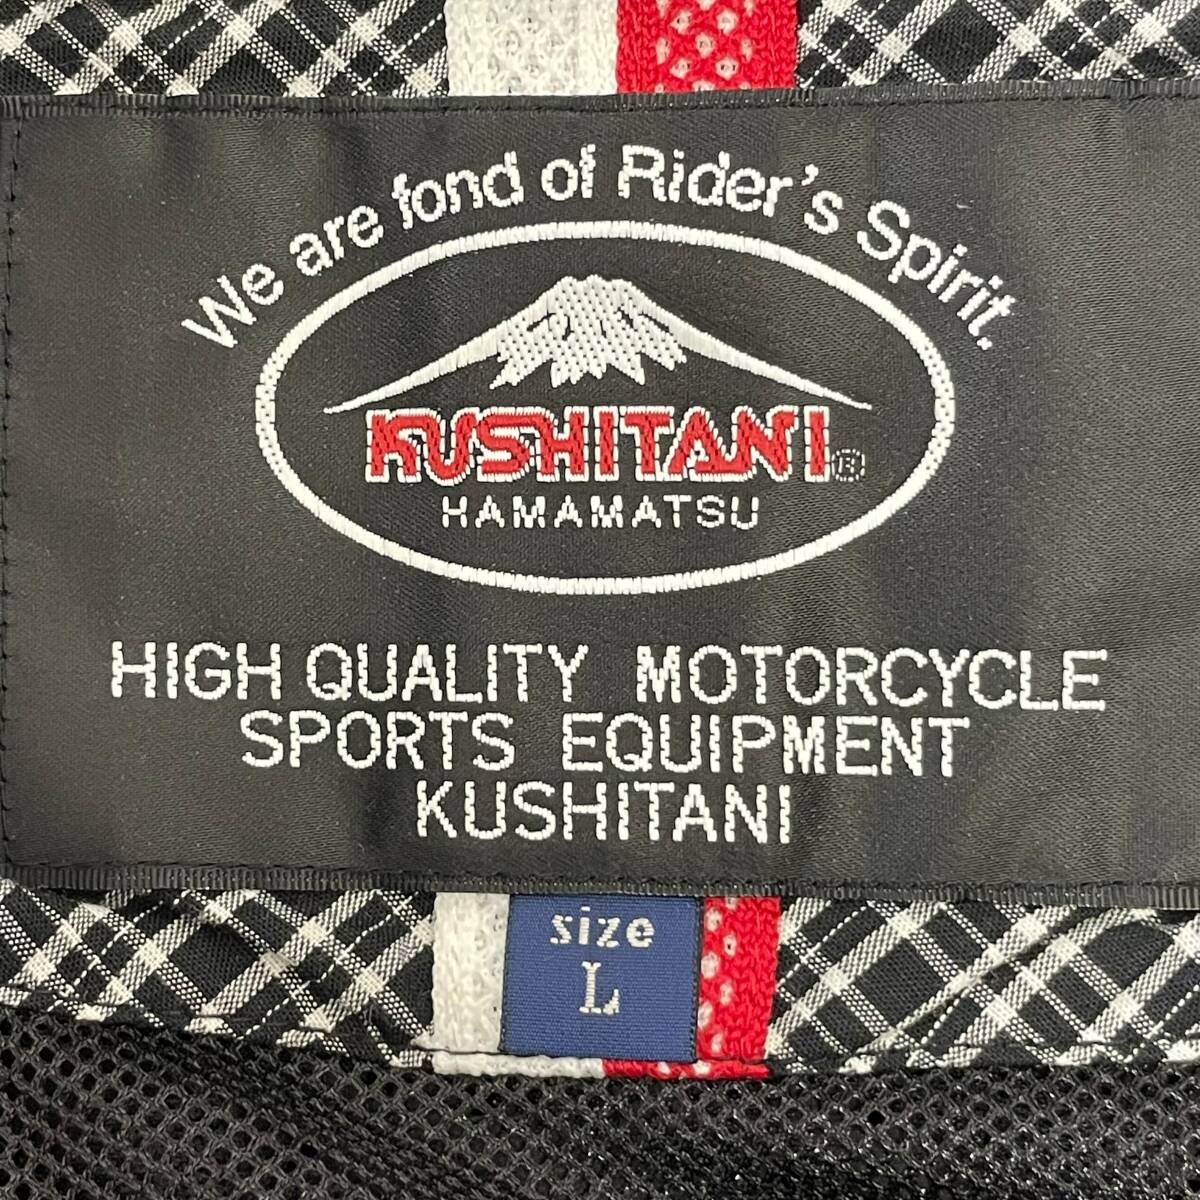 We are fond of Rider's Spirit.
KUSHITANI®
HAMAMATSU
HIGH QUALITY MOTORCYCLE
SPORTS EQUIPMENT
KUSHITANI
size
L